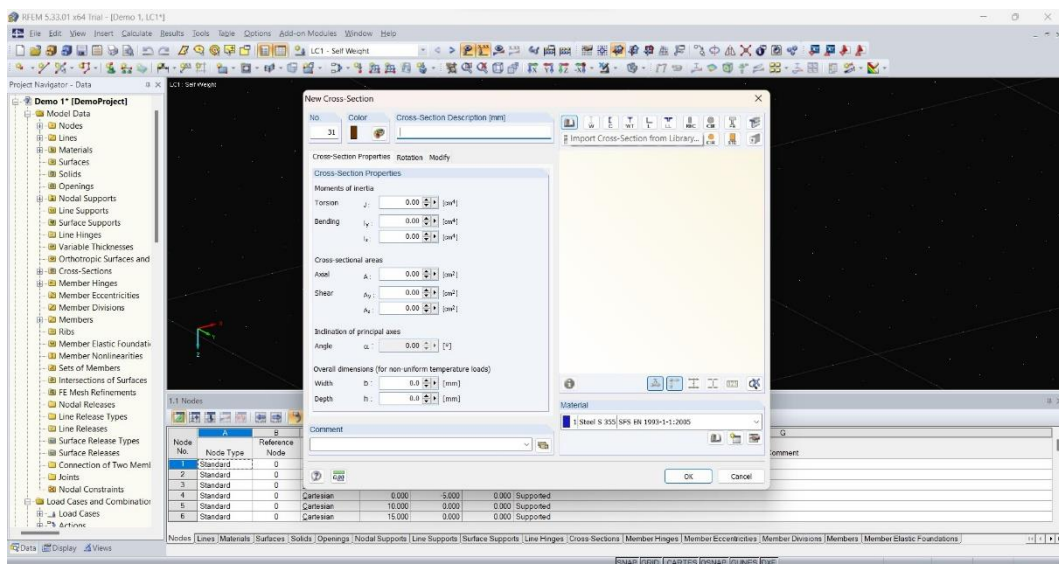 RFEM 5.33.01 x64 Trial - [Demo 1, LC1*]
File Edit View Insert Calculate Results Tools Table Options Add-on Modules Window Help
LC1 - Self Weight
Project Navigator - Data
LC1 : Self Weight
Demo 1* [DemoProject]
Model Data
Nodes
Lines
Materials
Surfaces
Solids
Openings
Nodal Supports
Line Supports
Surface Supports
Line Hinges
Variable Thicknesses
Orthotropic Surfaces and
Cross-Sections
Member Hinges
Member Eccentricities
Member Divisions
Members
Ribs
Member Elastic Foundatio
Member Nonlinearities
Sets of Members
Intersections of Surfaces
FE Mesh Refinements
Nodal Releases
Line Release Types
Line Releases
Surface Release Types
Surface Releases
Connection of Two Meml
Joints
Nodal Constraints
Load Cases and Combination
Load Cases
Actions
Data Display Views
New Cross-Section
No. Color Cross-Section Description [mm]
31
Import Cross-Section from Library...
Cross-Section Properties Rotation Modify
Cross-Section Properties
Moments of inertia
Torsion J : 0.00 [cm⁴]
Bending Iy : 0.00 [cm⁴]
Iz : 0.00 [cm⁴]
Cross-sectional areas
Axial A : 0.00 [cm²]
Shear Ay : 0.00 [cm²]
Az : 0.00 [cm²]
Inclination of principal axes
Angle α : 0.00 [°]
Overall dimensions (for non-uniform temperature loads)
Width b : 0.0 [mm]
Depth h : 0.0 [mm]
Comment
Material
1 Steel S 355 SFS EN 1993-1-1:2005
OK Cancel
1.1 Nodes
A B G
Node No. Node Type Reference Node omment
1 Standard 0
2 Standard 0
3 Standard 0
4 Standard 0 Cartesian 0.000 -5.000 0.000 Supported
5 Standard 0 Cartesian 10.000 0.000 0.000 Supported
6 Standard 0 Cartesian 15.000 0.000 0.000 Supported
Nodes Lines Materials Surfaces Solids Openings Nodal Supports Line Supports Surface Supports Line Hinges Cross-Sections Member Hinges Member Eccentricities Member Divisions Members Member Elastic Foundations
SNAP GRID CARTES OSNAP GLINES DXF